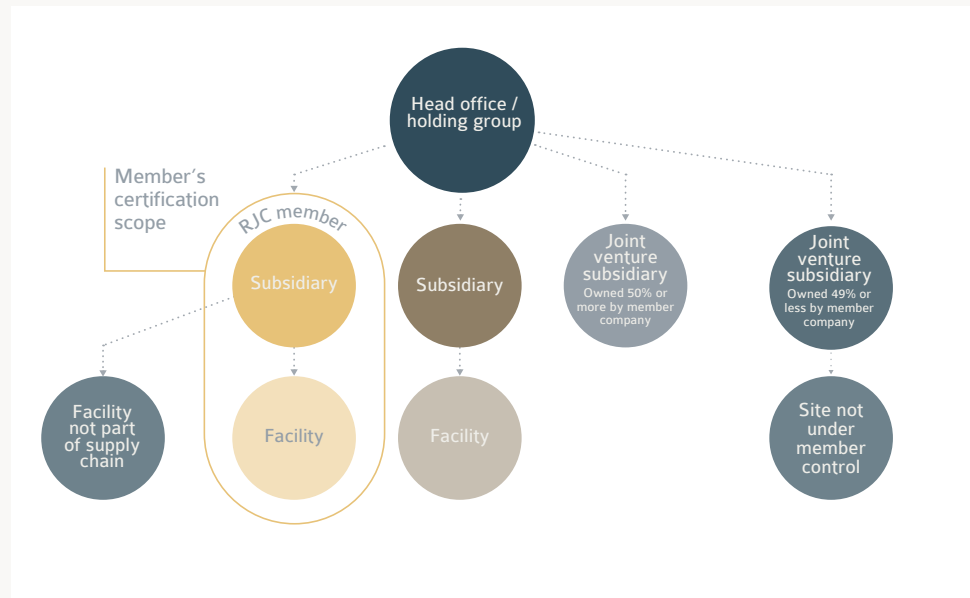 Head office /
holding group
Member's
certification
scope
RJC member
Subsidiary
Subsidiary
Joint
venture
subsidiary
Owned 50% or
more by member
company
Joint
venture
subsidiary
Owned 49% or
less by member
company
Facility
not part
of supply
chain
Facility
Facility
Site not
under
member
control